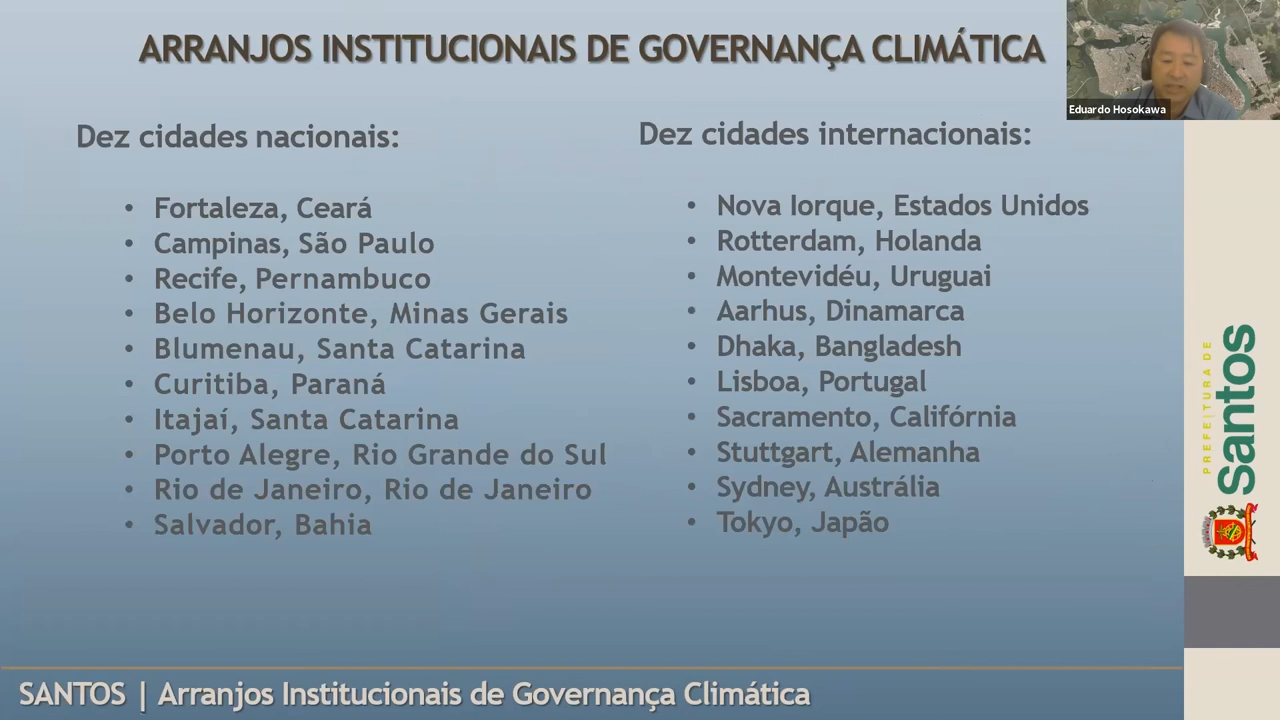 ARRANJOS INSTITUCIONAIS DE GOVERNANÇA CLIMÁTICA
Eduardo Hosokawa
Dez cidades nacionais:
• Fortaleza, Ceará
• Campinas, São Paulo
• Recife, Pernambuco
• Belo Horizonte, Minas Gerais
• Blumenau, Santa Catarina
• Curitiba, Paraná
• Itajaí, Santa Catarina
• Porto Alegre, Rio Grande do Sul
• Rio de Janeiro, Rio de Janeiro
• Salvador, Bahia
Dez cidades internacionais:
• Nova Iorque, Estados Unidos
• Rotterdam, Holanda
• Montevidéu, Uruguai
• Aarhus, Dinamarca
• Dhaka, Bangladesh
• Lisboa, Portugal
• Sacramento, Califórnia
• Stuttgart, Alemanha
• Sydney, Austrália
• Tokyo, Japão
PREFEITURA DE
Santos
SANTOS | Arranjos Institucionais de Governança Climática